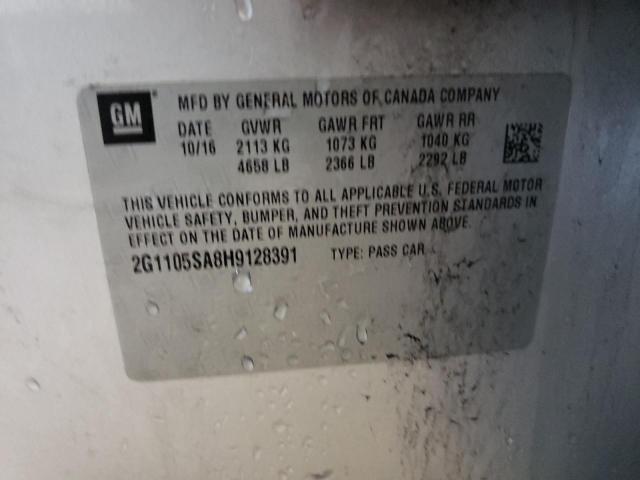 GM
MFD BY GENERAL MOTORS OF CANADA COMPANY
DATE GVWR GAWR FRT GAWR RR
10/16 2113 KG 1073 KG 1040 KG
4658 LB 2366 LB 2292 LB
THIS VEHICLE CONFORMS TO ALL APPLICABLE U.S. FEDERAL MOTOR
VEHICLE SAFETY, BUMPER, AND THEFT PREVENTION STANDARDS IN
EFFECT ON THE DATE OF MANUFACTURE SHOWN ABOVE.
2G1105SA8H9128391 TYPE: PASS CAR